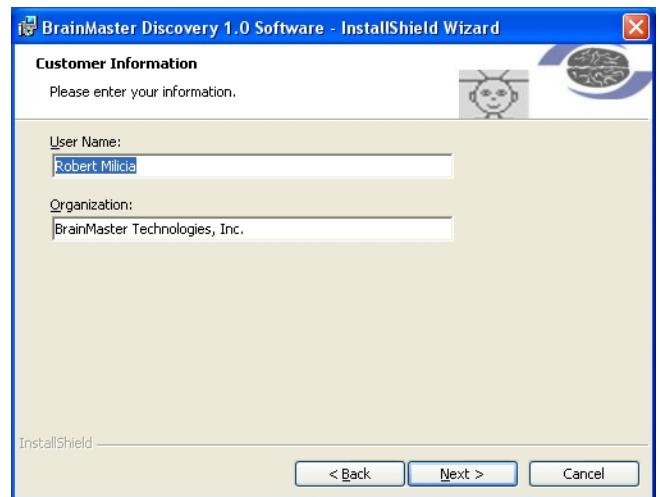 BrainMaster Discovery 1.0 Software - InstallShield Wizard
Customer Information
Please enter your information.
User Name:
Robert Milicia
Organization:
BrainMaster Technologies, Inc.
InstallShield
< Back
Next >
Cancel